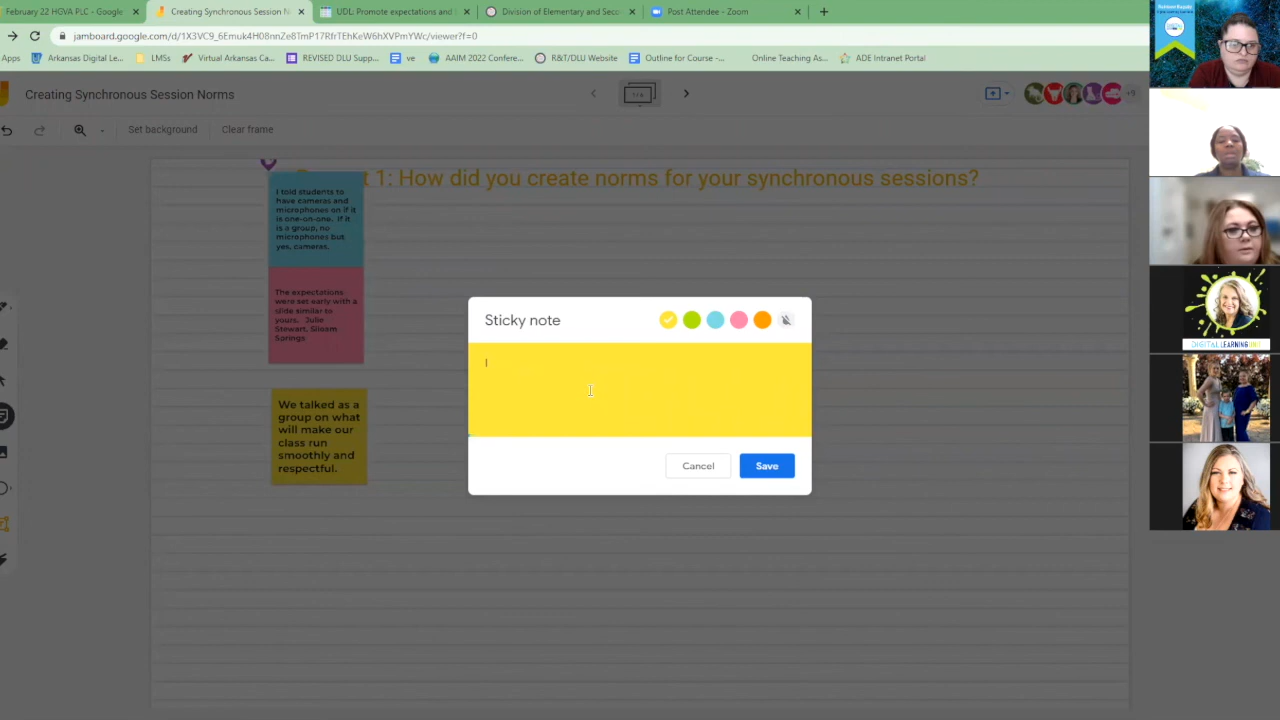 February 22 HGVA PLC - Google
Creating Synchronous Session N
UDL: Promote expectations and
Division of Elementary and Seco
Post Attendee - Zoom
jamboard.google.com/d/1X3VC9_6Emuk4H08nnZe8TmP17RfrTEhKeW6hXVPmYWc/viewer?f=0
Apps
Arkansas Digital Le...
LMSs
Virtual Arkansas Ca...
REVISED DLU Supp...
ve
AAIM 2022 Confere...
R&T/DLU Website
Outline for Course -...
Online Teaching As...
ADE Intranet Portal
Creating Synchronous Session Norms
+9
Set background
Clear frame
t 1: How did you create norms for your synchronous sessions?
I told students to
have cameras and
microphones on if it
is one-on-one. If it
is a group, no
microphones but
yes, cameras.
The expectations
were set early with a
slide similar to
yours. Julie
Stewart, Siloam
Springs
We talked as a
group on what
will make our
class run
smoothly and
respectful.
Sticky note
Cancel
Save
DIGITAL LEARNING